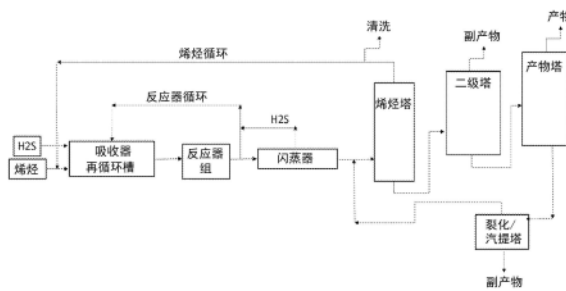 清洗
产物
副产物
烯烃循环
产物塔
二级塔
反应器循环
烯烃塔
H2S
H2S
吸收器
再循环槽
反应器
组
闪蒸器
烯烃
裂化/
汽提塔
副产物